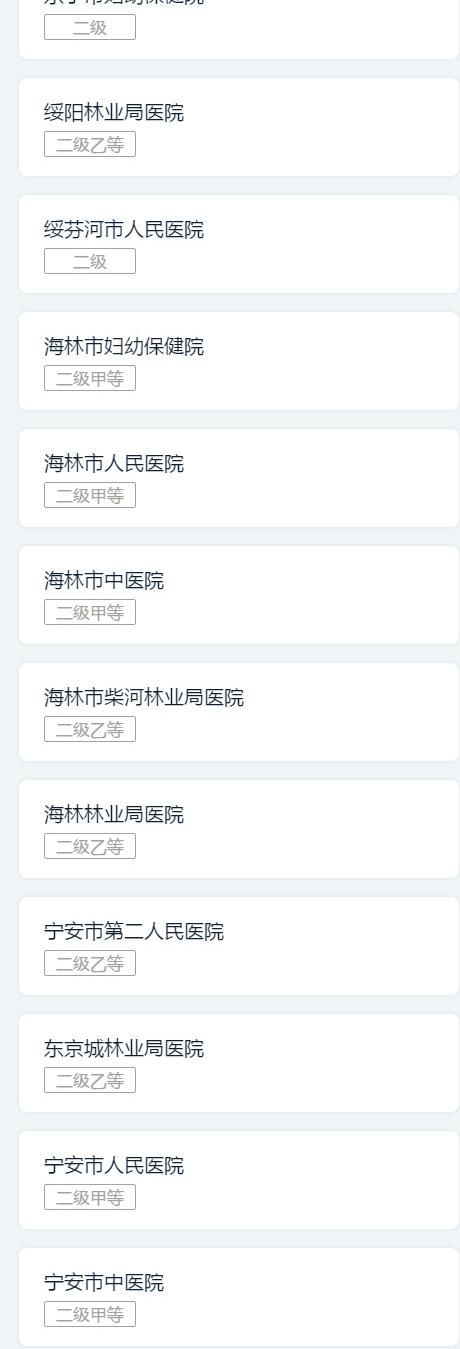 二级
绥阳林业局医院
二级乙等
绥芬河市人民医院
二级
海林市妇幼保健院
二级甲等
海林市人民医院
二级甲等
海林市中医院
二级甲等
海林市柴河林业局医院
二级乙等
海林林业局医院
二级乙等
宁安市第二人民医院
二级乙等
东京城林业局医院
二级乙等
宁安市人民医院
二级甲等
宁安市中医院
二级甲等